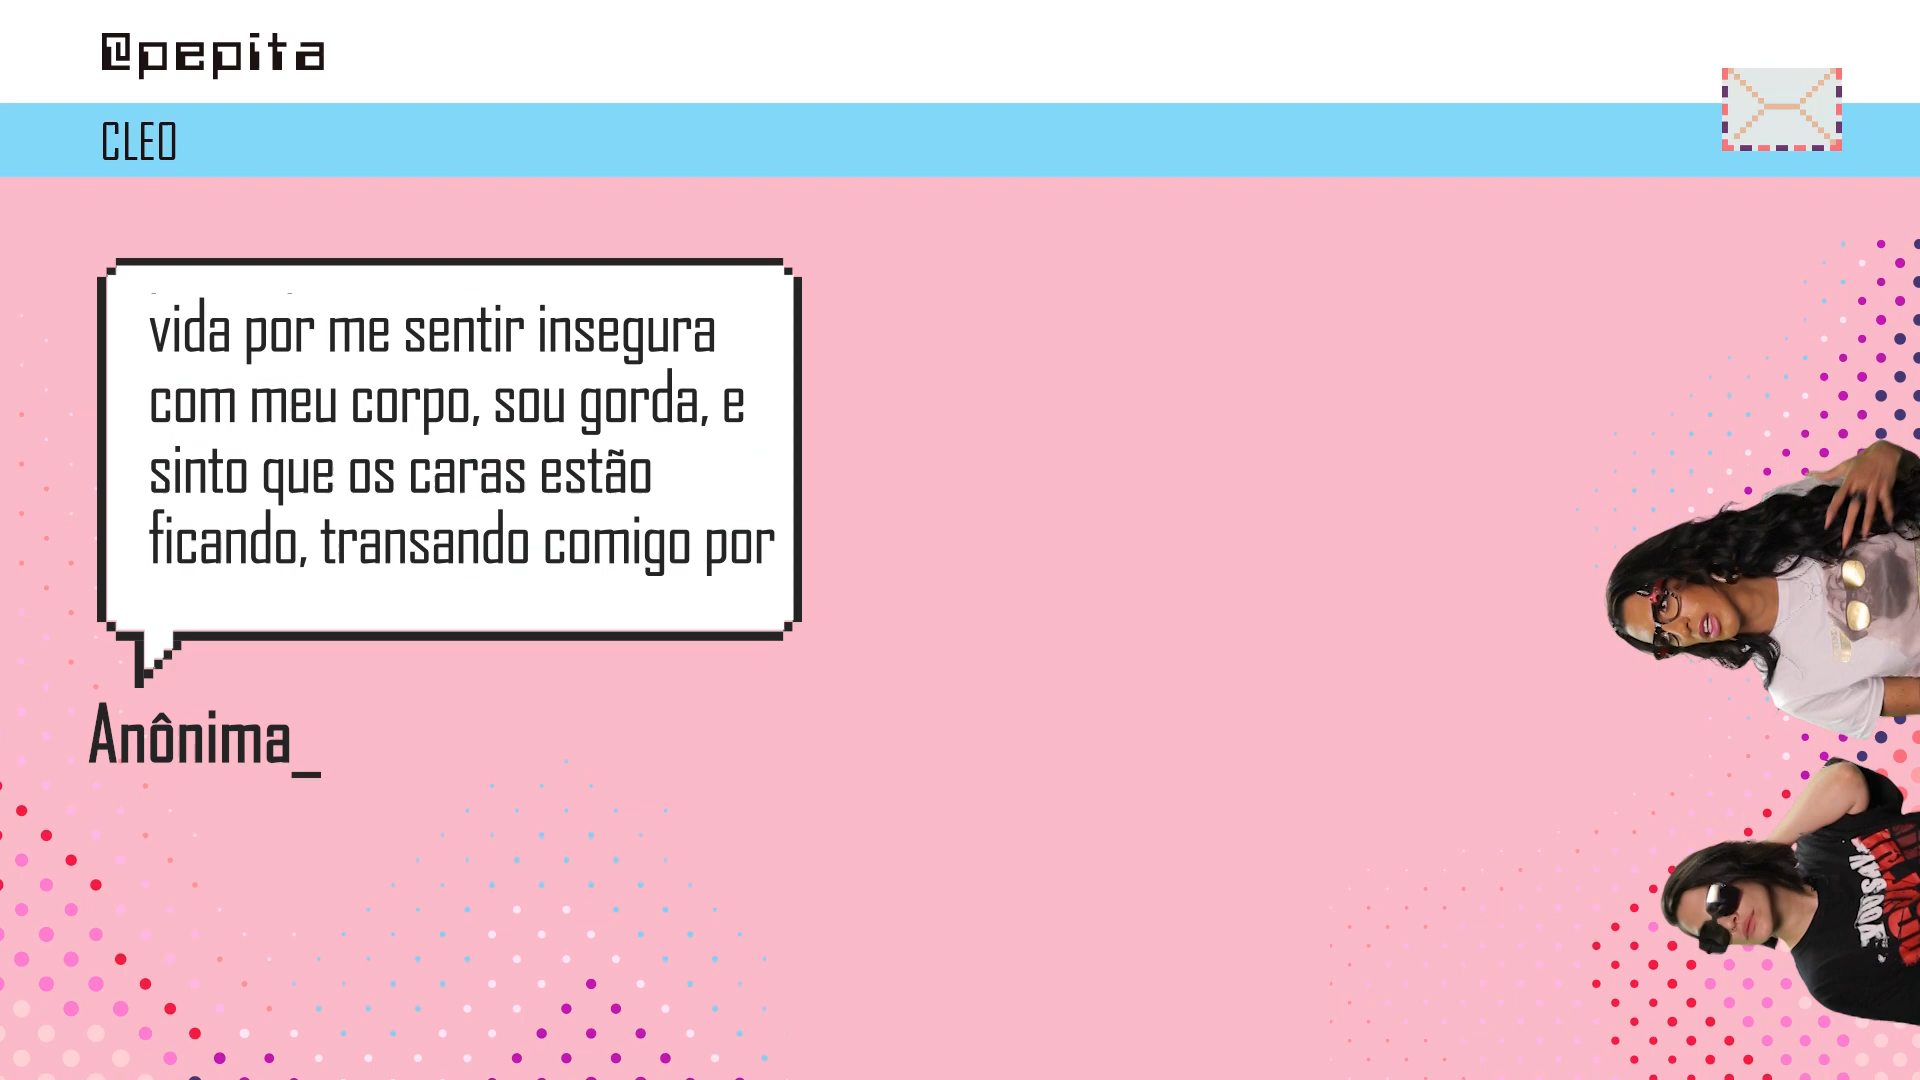 @pepita
CLEO
vida por me sentir insegura
com meu corpo, sou gorda, e
sinto que os caras estão
ficando, transando comigo por
Anônima_